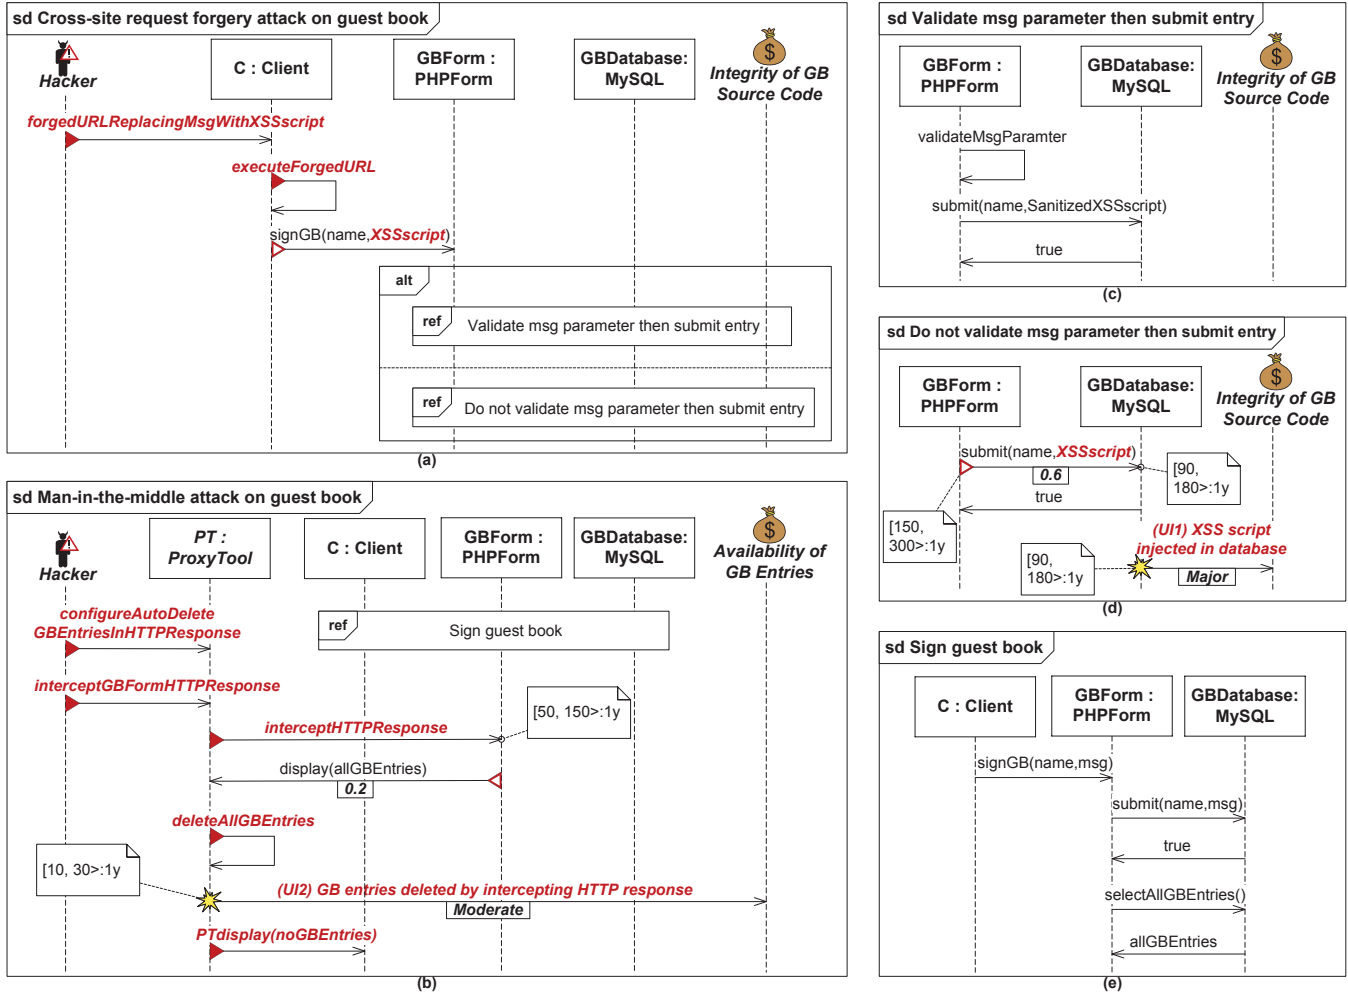 sd Cross-site request forgery attack on guest book
Hacker
C : Client
GBForm :
PHPForm
GBDatabase:
MySQL
$
Integrity of GB
Source Code
forgedURLReplacingMsgWithXSSscript
executeForgedURL
signGB(name,XSSscript)
alt
ref
Validate msg parameter then submit entry
ref
Do not validate msg parameter then submit entry
(a)
sd Man-in-the-middle attack on guest book
Hacker
PT :
ProxyTool
C : Client
GBForm :
PHPForm
GBDatabase:
MySQL
$
Availability of
GB Entries
configureAutoDelete
GBEntriesInHTTPResponse
ref
Sign guest book
interceptGBFormHTTPResponse
[50, 150>:1y
interceptHTTPResponse
display(allGBEntries)
0.2
deleteAllGBEntries
[10, 30>:1y
(UI2) GB entries deleted by intercepting HTTP response
Moderate
PTdisplay(noGBEntries)
(b)
sd Validate msg parameter then submit entry
GBForm :
PHPForm
GBDatabase:
MySQL
$
Integrity of GB
Source Code
validateMsgParamter
submit(name,SanitizedXSSscript)
true
(c)
sd Do not validate msg parameter then submit entry
GBForm :
PHPForm
GBDatabase:
MySQL
$
Integrity of GB
Source Code
submit(name,XSSscript)
0.6
[90,
180>:1y
true
[150,
300>:1y
(UI1) XSS script
injected in database
[90,
180>:1y
Major
(d)
sd Sign guest book
C : Client
GBForm :
PHPForm
GBDatabase:
MySQL
signGB(name,msg)
submit(name,msg)
true
selectAllGBEntries()
allGBEntries
(e)